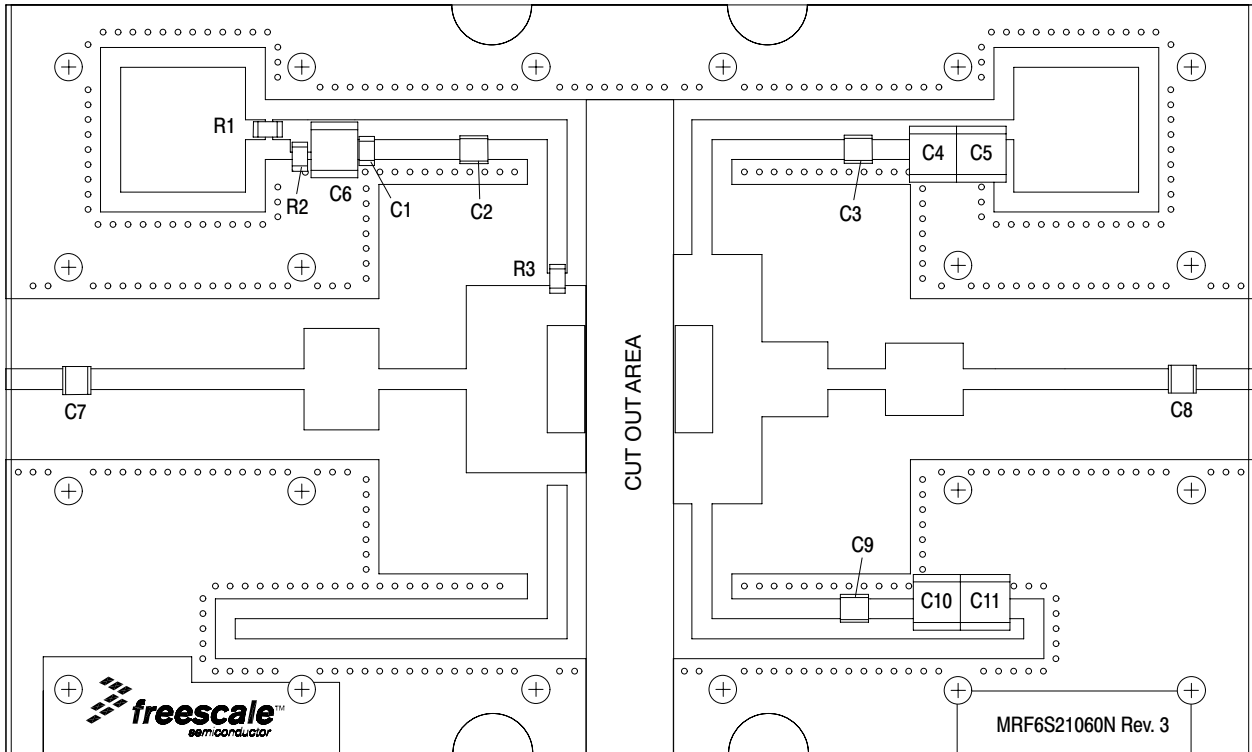 R1
R2
C6
C1
C2
C3
C4
C5
R3
CUT OUT AREA
C7
C8
C9
C10
C11
freescale™
semiconductor
MRF6S21060N Rev. 3